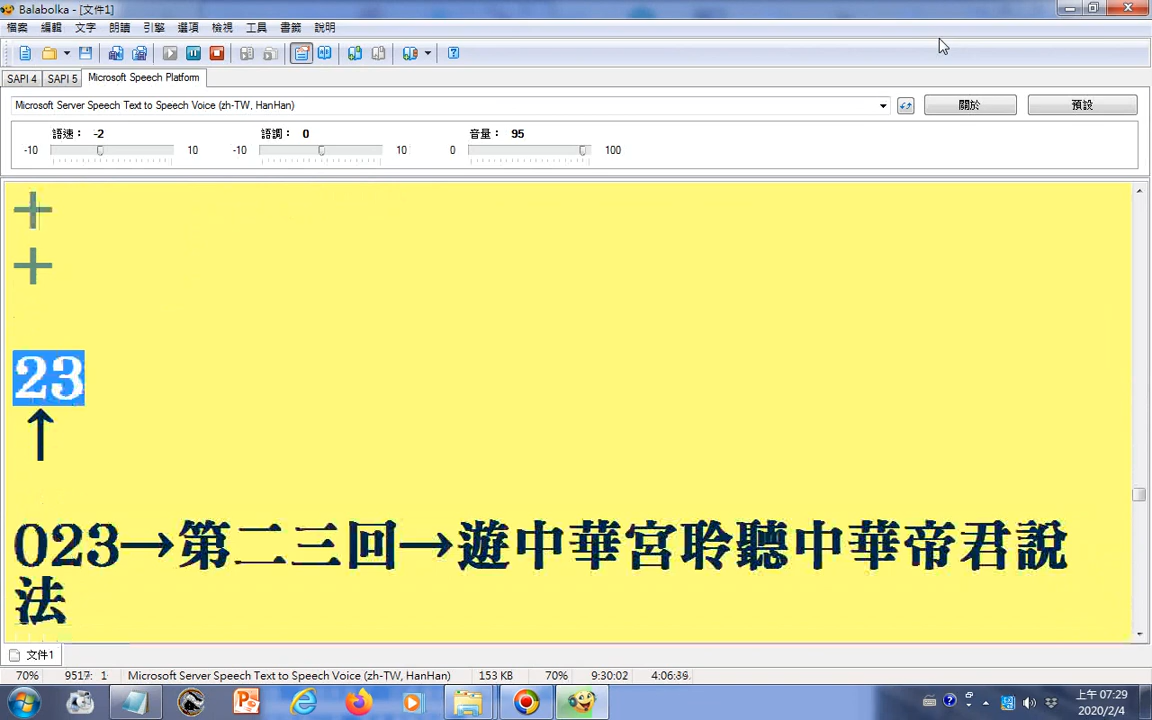 Balabolka - [文件1]
檔案 編輯 文字 朗讀 引擎 選項 檢視 工具 書籤 說明
SAPI 4 SAPI 5 Microsoft Speech Platform
Microsoft Server Speech Text to Speech Voice (zh-TW, HanHan) 關於 預設
語速： -2 語調： 0 音量： 95
-10 10 -10 10 0 100
+
+
23
↑
023→第二三回→遊中華宮聆聽中華帝君說
法
文件1
70% 9517: 1 Microsoft Server Speech Text to Speech Voice (zh-TW, HanHan) 153 KB 70% 9:30:02 4:06:39.
上午 07:29
2020/2/4